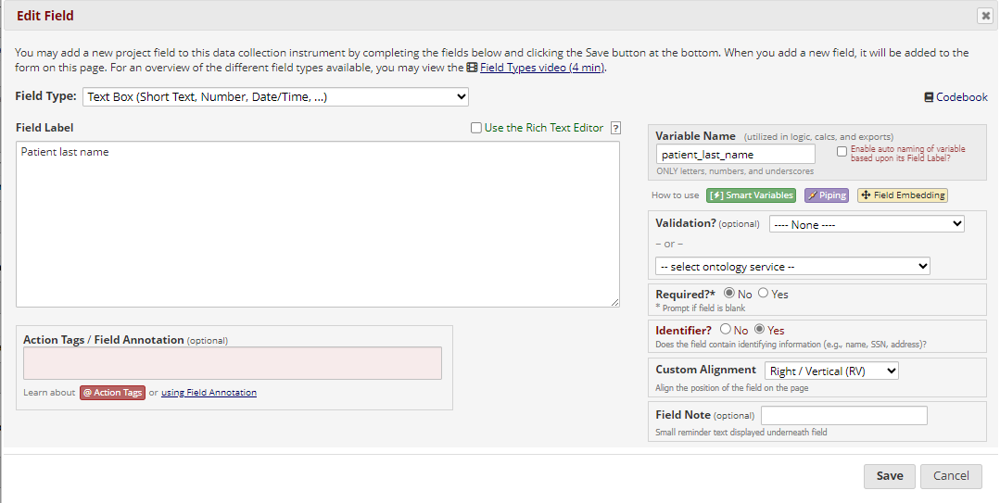 Edit Field
You may add a new project field to this data collection instrument by completing the fields below and clicking the Save button at the bottom. When you add a new field, it will be added to the
form on this page. For an overview of the different field types available, you may view the Field Types video (4 min).
Field Type: Text Box (Short Text, Number, Date/Time, ...)
Codebook
Field Label
Use the Rich Text Editor ?
Patient last name
Action Tags / Field Annotation (optional)
Learn about @ Action Tags or using Field Annotation
Variable Name (utilized in logic, calcs, and exports)
patient_last_name
Enable auto naming of variable
based upon its Field Label?
ONLY letters, numbers, and underscores
How to use Smart Variables Piping Field Embedding
Validation? (optional) ---- None ----
– or –
-- select ontology service --
Required?* No Yes
* Prompt if field is blank
Identifier? No Yes
Does the field contain identifying information (e.g., name, SSN, address)?
Custom Alignment Right / Vertical (RV)
Align the position of the field on the page
Field Note (optional)
Small reminder text displayed underneath field
Save Cancel